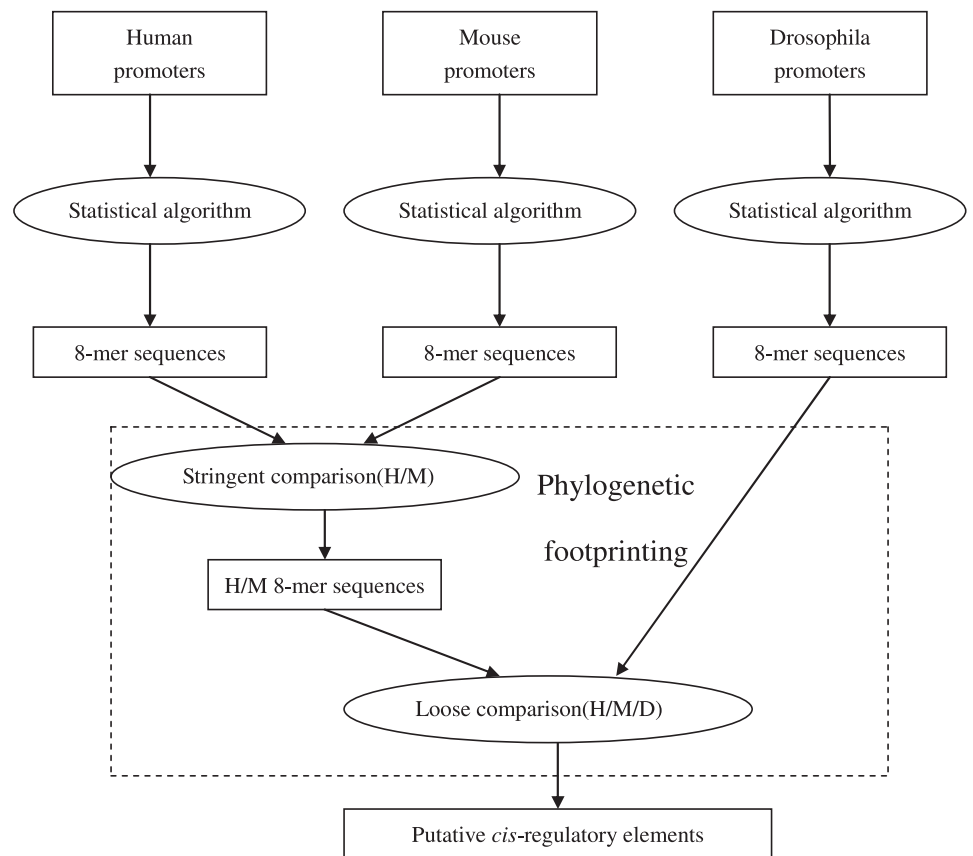 Human
promoters
Mouse
promoters
Drosophila
promoters
Statistical algorithm
Statistical algorithm
Statistical algorithm
8-mer sequences
8-mer sequences
8-mer sequences
Stringent comparison(H/M)
Phylogenetic
footprinting
H/M 8-mer sequences
Loose comparison(H/M/D)
Putative cis-regulatory elements